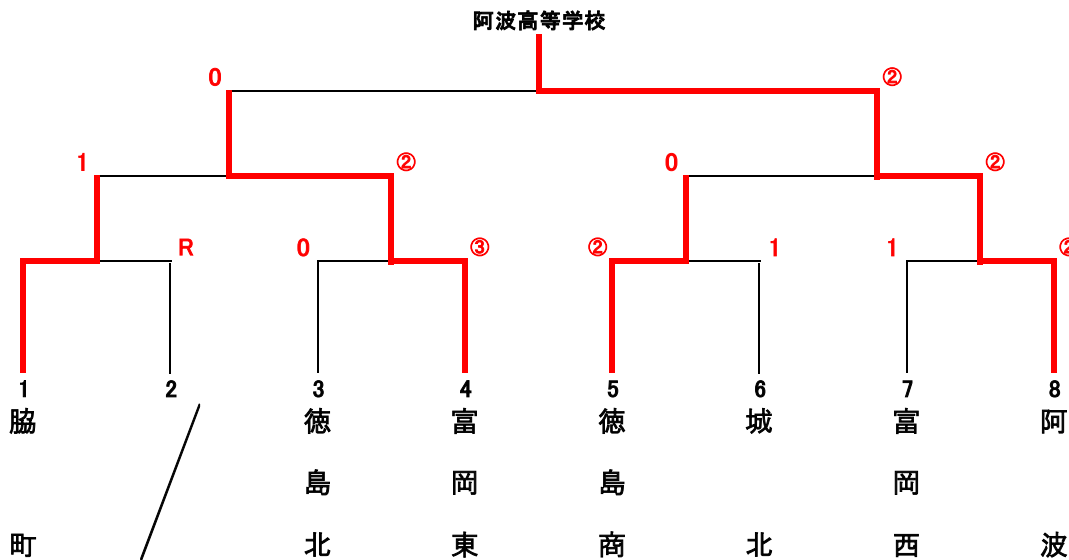 阿波高等学校
0 ②
1 ② 0 ②
R 0 ③ ② 1 1 ②
1 2 3 4 5 6 7 8
脇町
徳島北
富岡東
徳島商
城北
富岡西
阿波